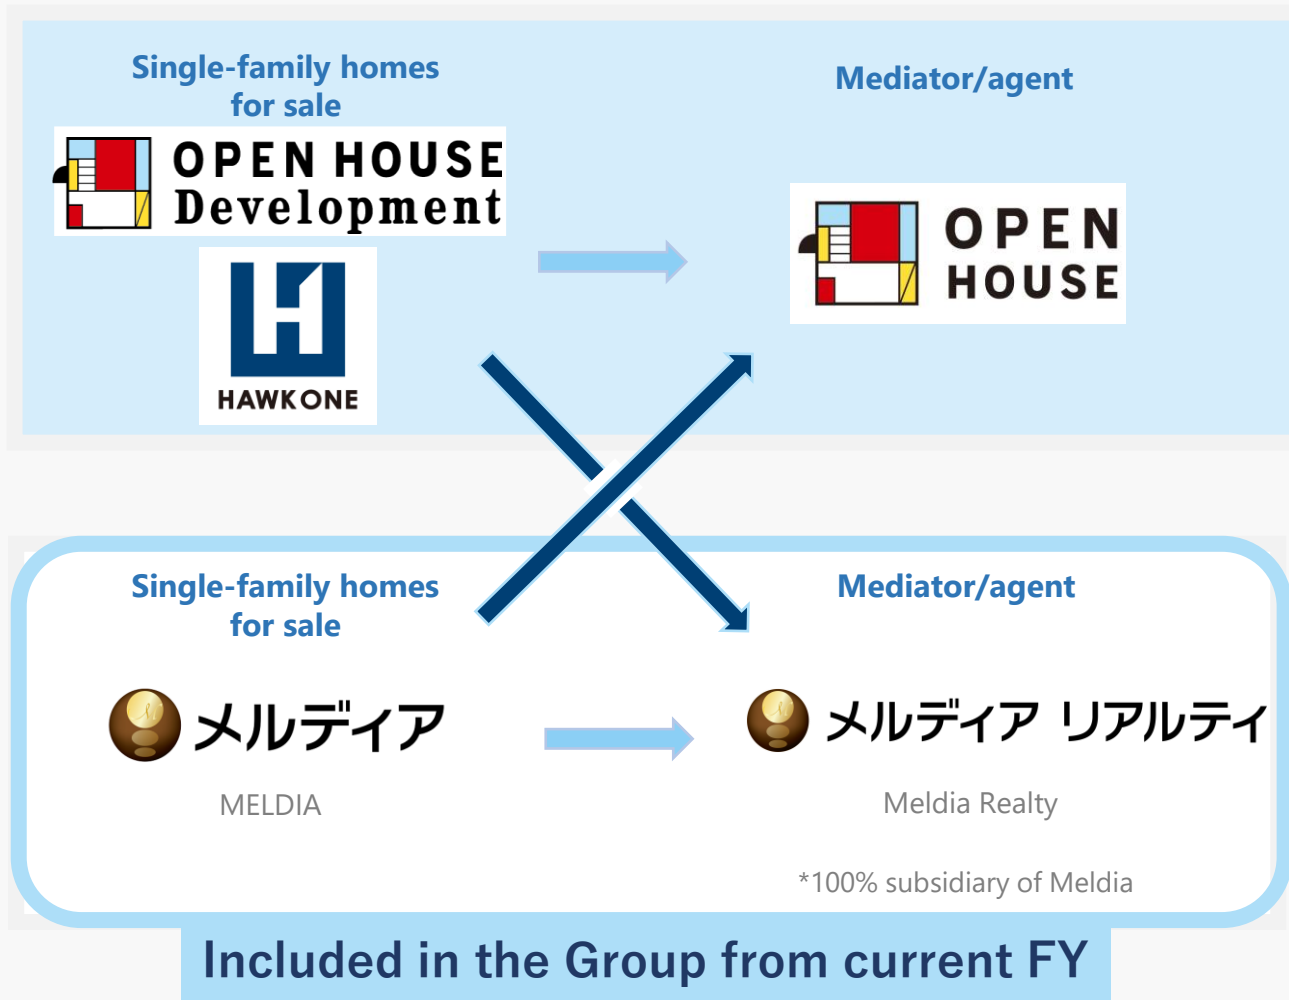 Single-family homes
for sale
OPEN HOUSE
Development
HAWK ONE
Mediator/agent
OPEN
HOUSE
Single-family homes
for sale
メルディア
MELDIA
Mediator/agent
メルディア リアルティ
Meldia Realty
*100% subsidiary of Meldia
Included in the Group from current FY